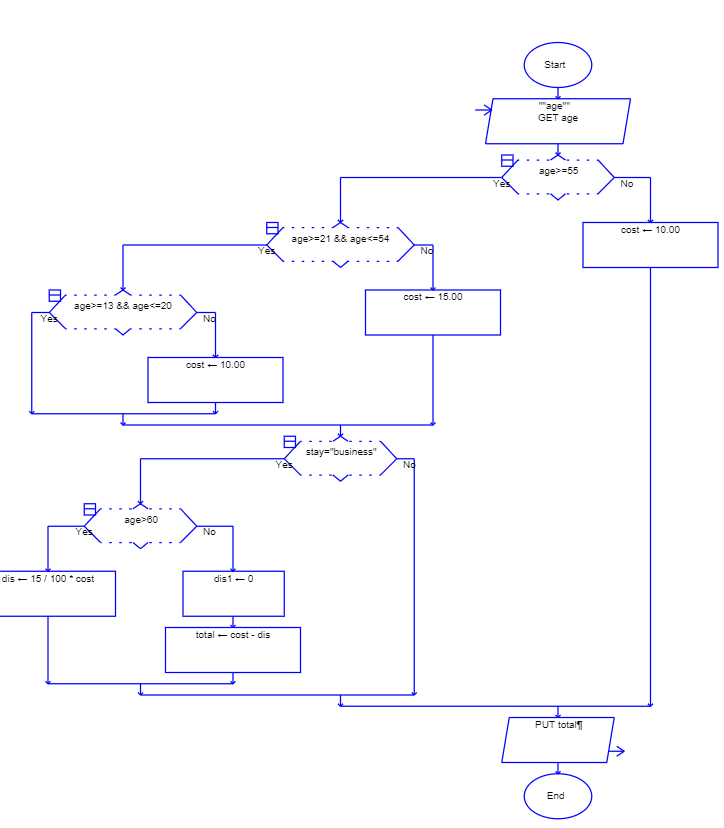 Start
""age""
GET age
age>=55
Yes
No
cost ← 10.00
age>=21 && age<=54
Yes
No
cost ← 15.00
age>=13 && age<=20
Yes
No
cost ← 10.00
stay="business"
Yes
No
age>60
Yes
No
dis ← 15 / 100 * cost
dis1 ← 0
total ← cost - dis
PUT total¶
End